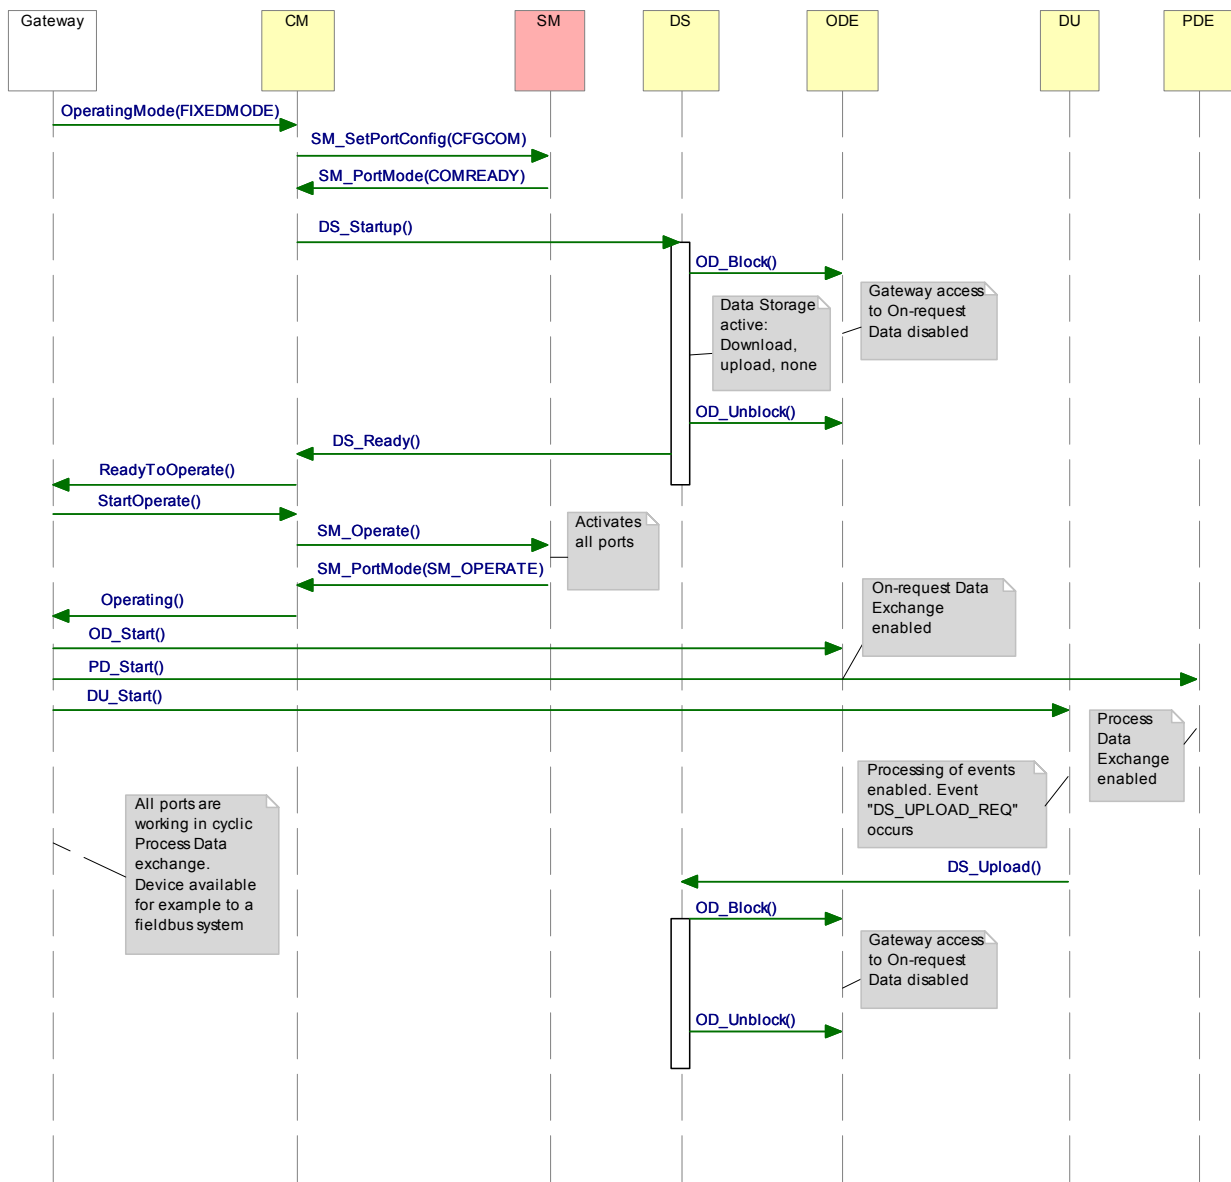 Gateway
CM
SM
DS
ODE
DU
PDE
OperatingMode(FIXEDMODE)
SM_SetPortConfig(CFGCOM)
SM_PortMode(COMREADY)
DS_Startup()
OD_Block()
Gateway access
to On-request
Data disabled
Data Storage
active:
Download,
upload, none
OD_Unblock()
DS_Ready()
ReadyToOperate()
StartOperate()
Activates
all ports
SM_Operate()
SM_PortMode(SM_OPERATE)
On-request Data
Exchange
enabled
Operating()
OD_Start()
PD_Start()
DU_Start()
Process
Data
Exchange
enabled
Processing of events
enabled. Event
"DS_UPLOAD_REQ"
occurs
All ports are
working in cyclic
Process Data
exchange.
Device available
for example to a
fieldbus system
DS_Upload()
OD_Block()
Gateway access
to On-request
Data disabled
OD_Unblock()